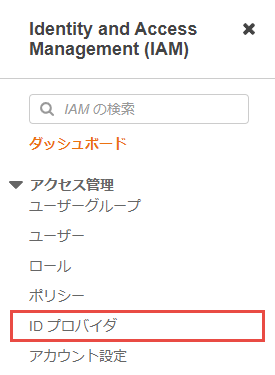 Identity and Access
Management (IAM)
IAM の検索
ダッシュボード
アクセス管理
ユーザーグループ
ユーザー
ロール
ポリシー
ID プロバイダ
アカウント設定